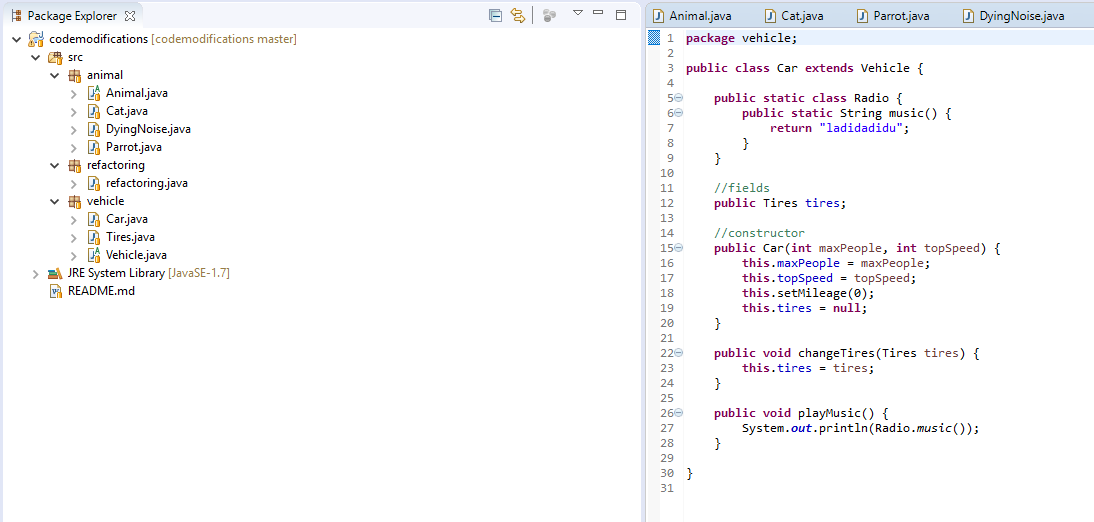 Package Explorer
codemodifications [codemodifications master]
src
animal
Animal.java
Cat.java
DyingNoise.java
Parrot.java
refactoring
refactoring.java
vehicle
Car.java
Tires.java
Vehicle.java
JRE System Library [JavaSE-1.7]
README.md
Animal.java Cat.java Parrot.java DyingNoise.java
1 package vehicle;
2
3 public class Car extends Vehicle {
4
5 public static class Radio {
6 public static String music() {
7 return "ladidadidu";
8 }
9 }
10
11 //fields
12 public Tires tires;
13
14 //constructor
15 public Car(int maxPeople, int topSpeed) {
16 this.maxPeople = maxPeople;
17 this.topSpeed = topSpeed;
18 this.setMileage(0);
19 this.tires = null;
20 }
21
22 public void changeTires(Tires tires) {
23 this.tires = tires;
24 }
25
26 public void playMusic() {
27 System.out.println(Radio.music());
28 }
29
30 }
31